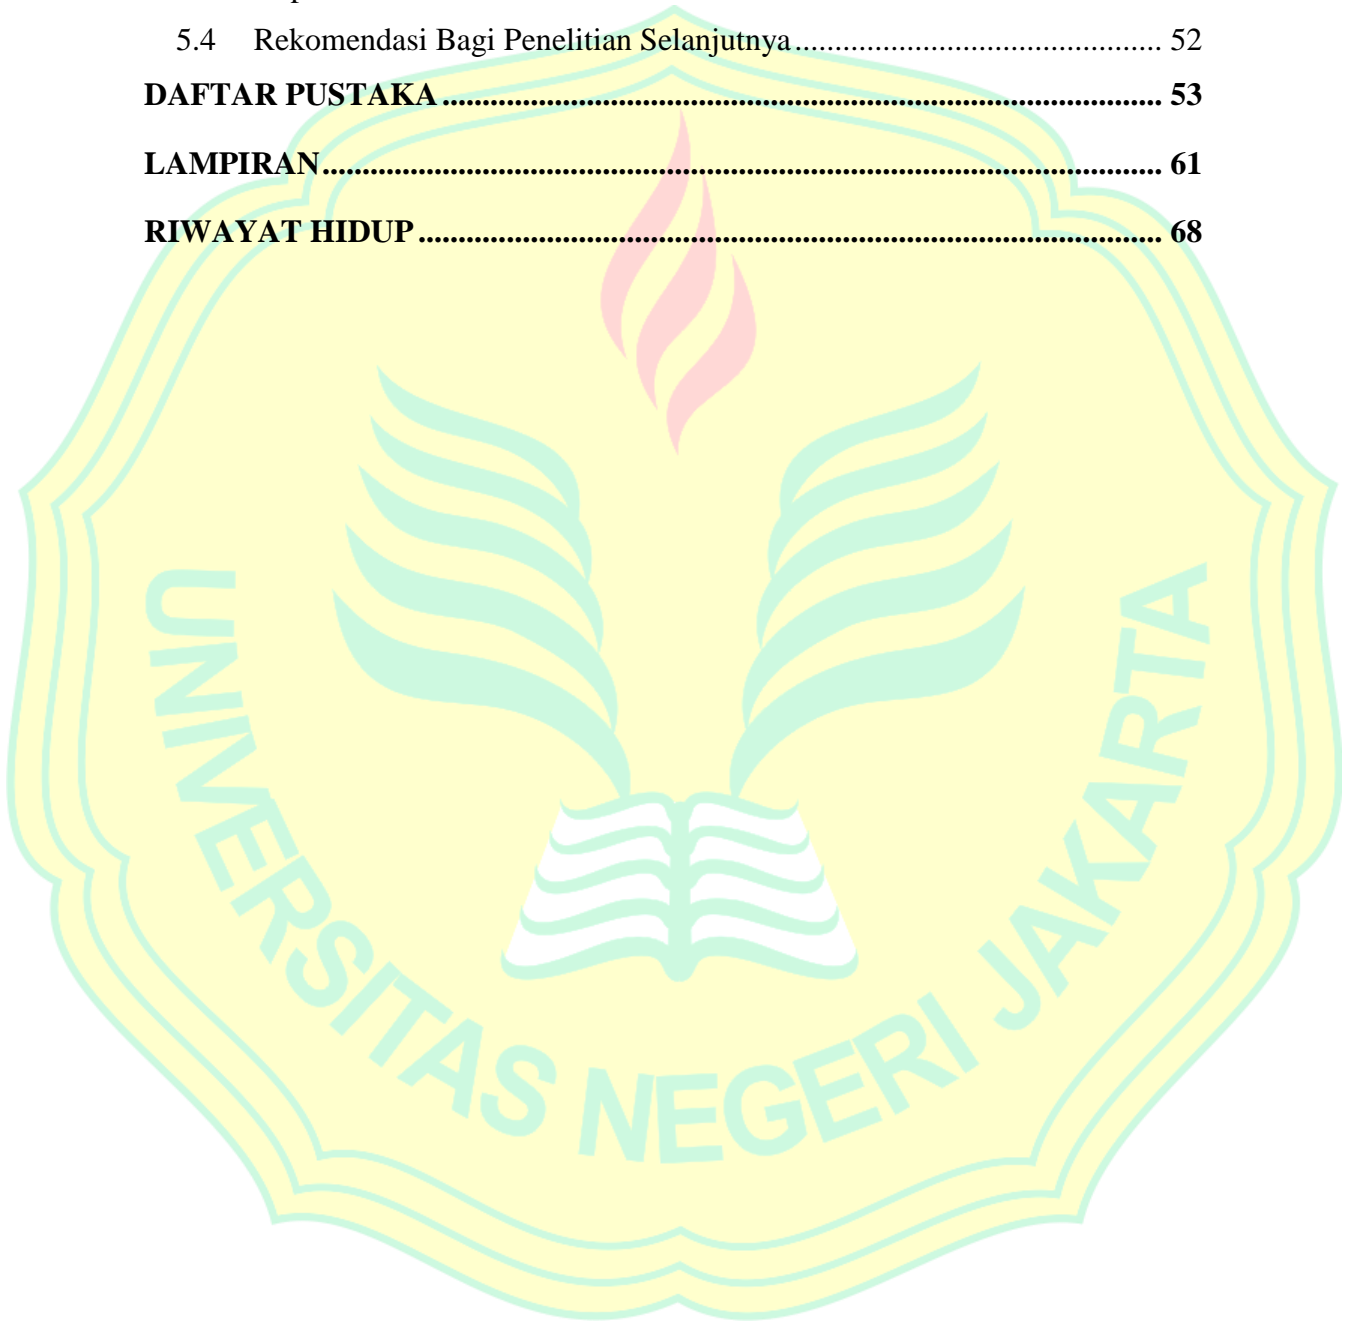 5.4 Rekomendasi Bagi Penelitian Selanjutnya.............................................. 52
DAFTAR PUSTAKA........................................................................................... 53
LAMPIRAN.......................................................................................................... 61
RIWAYAT HIDUP.............................................................................................. 68
UNIVERSITAS NEGERI JAKARTA